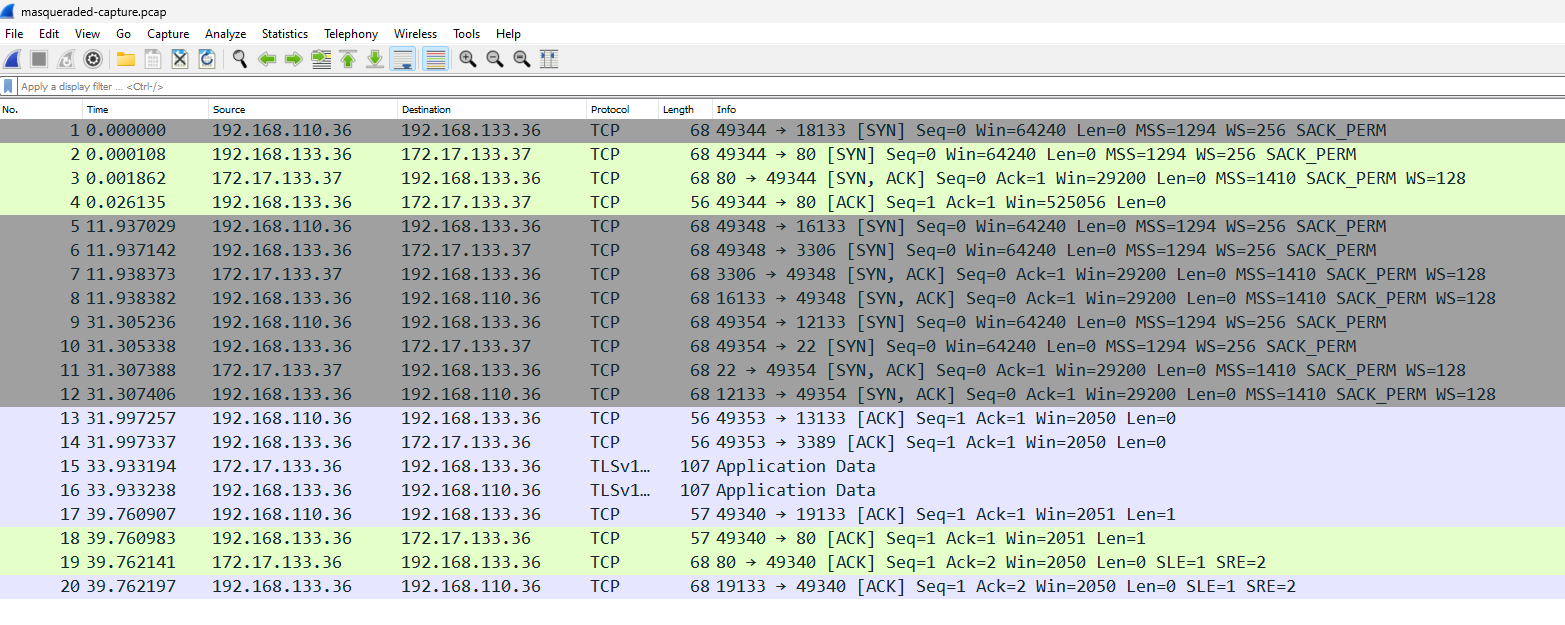 masqueraded-capture.pcap
File Edit View Go Capture Analyze Statistics Telephony Wireless Tools Help
Apply a display filter ... <Ctrl-/>
No. Time Source Destination Protocol Length Info
1 0.000000 192.168.110.36 192.168.133.36 TCP 68 49344 → 18133 [SYN] Seq=0 Win=64240 Len=0 MSS=1294 WS=256 SACK_PERM
2 0.000108 192.168.133.36 172.17.133.37 TCP 68 49344 → 80 [SYN] Seq=0 Win=64240 Len=0 MSS=1294 WS=256 SACK_PERM
3 0.001862 172.17.133.37 192.168.133.36 TCP 68 80 → 49344 [SYN, ACK] Seq=0 Ack=1 Win=29200 Len=0 MSS=1410 SACK_PERM WS=128
4 0.026135 192.168.133.36 172.17.133.37 TCP 56 49344 → 80 [ACK] Seq=1 Ack=1 Win=525056 Len=0
5 11.937029 192.168.110.36 192.168.133.36 TCP 68 49348 → 16133 [SYN] Seq=0 Win=64240 Len=0 MSS=1294 WS=256 SACK_PERM
6 11.937142 192.168.133.36 172.17.133.37 TCP 68 49348 → 3306 [SYN] Seq=0 Win=64240 Len=0 MSS=1294 WS=256 SACK_PERM
7 11.938373 172.17.133.37 192.168.133.36 TCP 68 3306 → 49348 [SYN, ACK] Seq=0 Ack=1 Win=29200 Len=0 MSS=1410 SACK_PERM WS=128
8 11.938382 192.168.133.36 192.168.110.36 TCP 68 16133 → 49348 [SYN, ACK] Seq=0 Ack=1 Win=29200 Len=0 MSS=1410 SACK_PERM WS=128
9 31.305236 192.168.110.36 192.168.133.36 TCP 68 49354 → 12133 [SYN] Seq=0 Win=64240 Len=0 MSS=1294 WS=256 SACK_PERM
10 31.305338 192.168.133.36 172.17.133.37 TCP 68 49354 → 22 [SYN] Seq=0 Win=64240 Len=0 MSS=1294 WS=256 SACK_PERM
11 31.307388 172.17.133.37 192.168.133.36 TCP 68 22 → 49354 [SYN, ACK] Seq=0 Ack=1 Win=29200 Len=0 MSS=1410 SACK_PERM WS=128
12 31.307406 192.168.133.36 192.168.110.36 TCP 68 12133 → 49354 [SYN, ACK] Seq=0 Ack=1 Win=29200 Len=0 MSS=1410 SACK_PERM WS=128
13 31.997257 192.168.110.36 192.168.133.36 TCP 56 49353 → 13133 [ACK] Seq=1 Ack=1 Win=2050 Len=0
14 31.997337 192.168.133.36 172.17.133.36 TCP 56 49353 → 3389 [ACK] Seq=1 Ack=1 Win=2050 Len=0
15 33.933194 172.17.133.36 192.168.133.36 TLSv1… 107 Application Data
16 33.933238 192.168.133.36 192.168.110.36 TLSv1… 107 Application Data
17 39.760907 192.168.110.36 192.168.133.36 TCP 57 49340 → 19133 [ACK] Seq=1 Ack=1 Win=2051 Len=1
18 39.760983 192.168.133.36 172.17.133.36 TCP 57 49340 → 80 [ACK] Seq=1 Ack=1 Win=2051 Len=1
19 39.762141 172.17.133.36 192.168.133.36 TCP 68 80 → 49340 [ACK] Seq=1 Ack=2 Win=2050 Len=0 SLE=1 SRE=2
20 39.762197 192.168.133.36 192.168.110.36 TCP 68 19133 → 49340 [ACK] Seq=1 Ack=2 Win=2050 Len=0 SLE=1 SRE=2